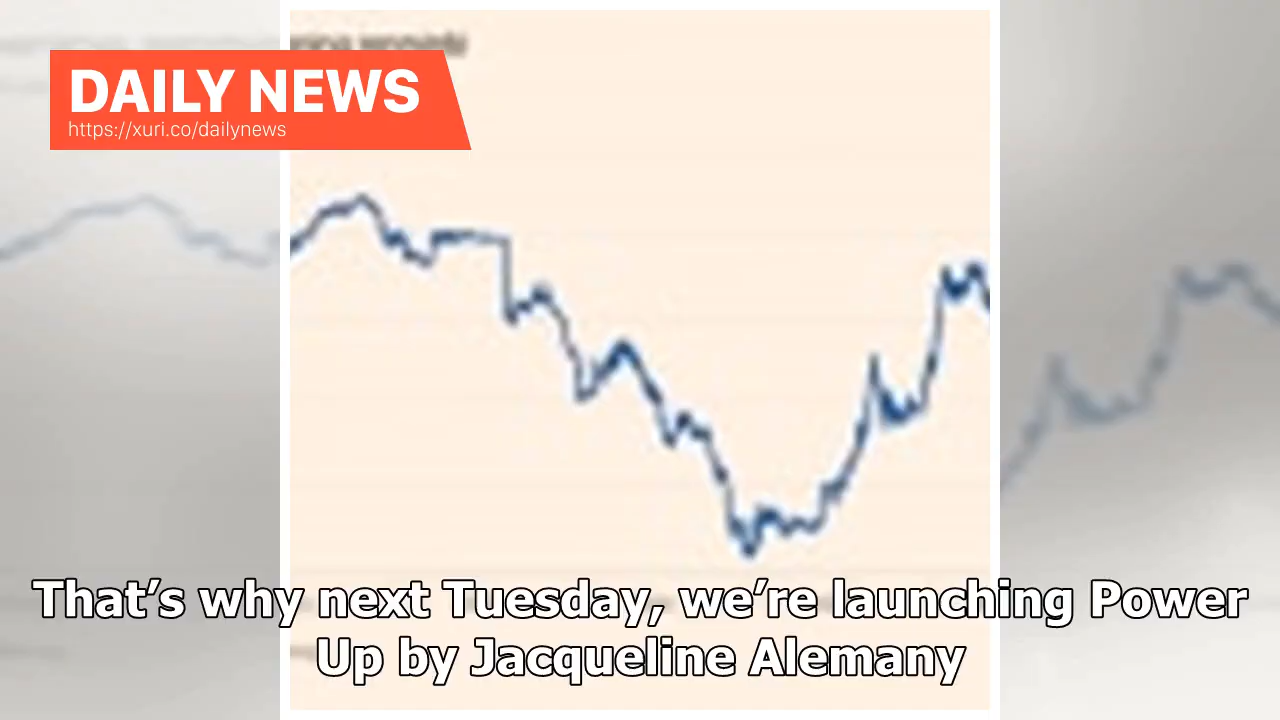 DAILY NEWS
https://xuri.co/dailynews
That’s why next Tuesday, we’re launching Power
Up by Jacqueline Alemany